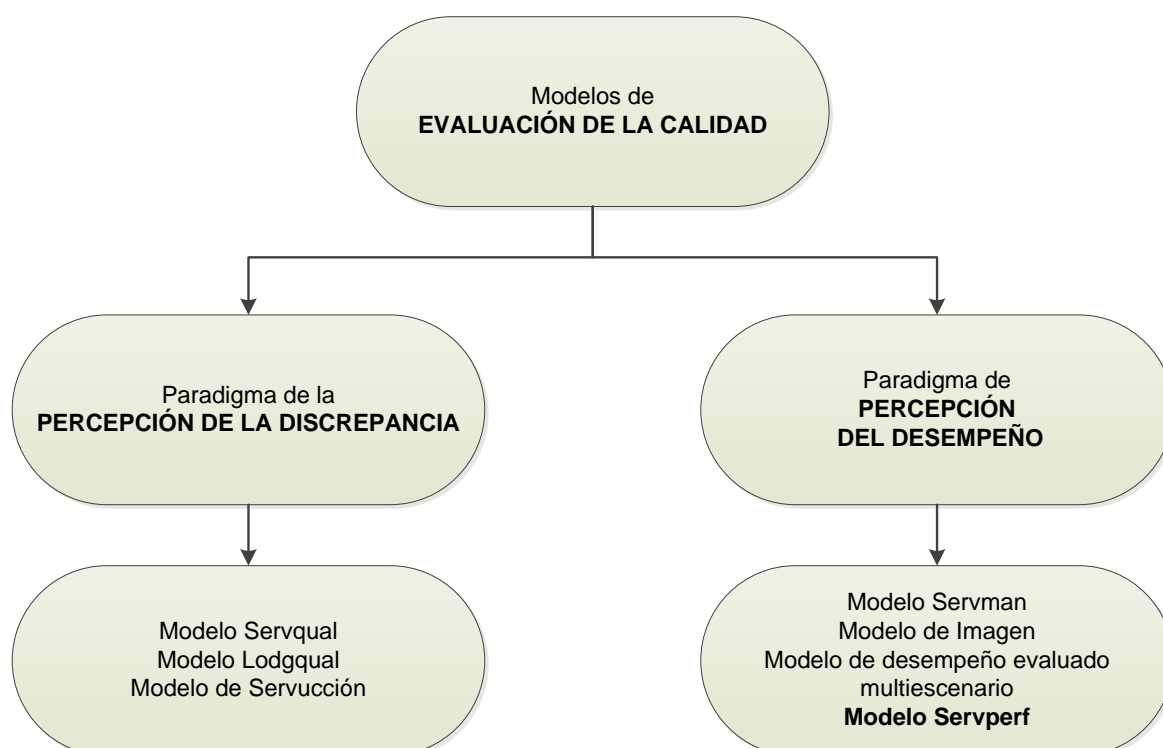 Modelos de
EVALUACIÓN DE LA CALIDAD
Paradigma de la
PERCEPCIÓN DE LA DISCREPANCIA
Paradigma de
PERCEPCIÓN
DEL DESEMPEÑO
Modelo Servqual
Modelo Lodgqual
Modelo de Servucción
Modelo Servman
Modelo de Imagen
Modelo de desempeño evaluado
multiescenario
Modelo Servperf